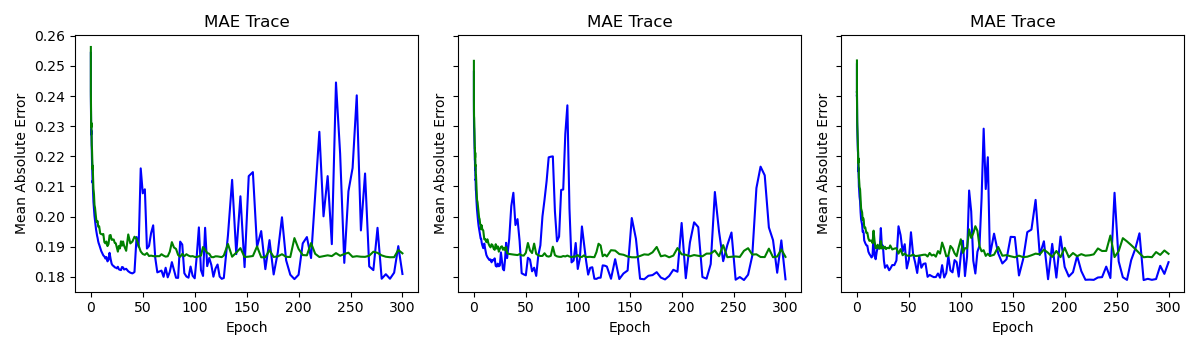 MAE Trace
MAE Trace
MAE Trace
0.26
0.25
0.24
0.23
0.22
0.21
0.20
0.19
0.18
Mean Absolute Error
Mean Absolute Error
Mean Absolute Error
0 50 100 150 200 250 300
0 50 100 150 200 250 300
0 50 100 150 200 250 300
Epoch
Epoch
Epoch